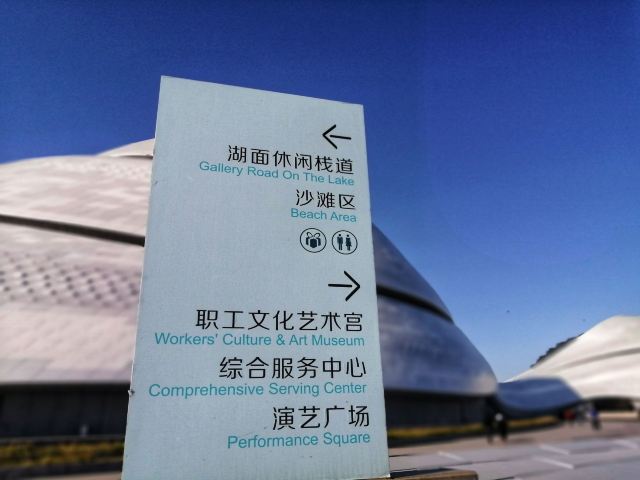 湖面休闲栈道
Gallery Road On The Lake
沙滩区
Beach Area
职工文化艺术宫
Workers' Culture & Art Museum
综合服务中心
Comprehensive Serving Center
演艺广场
Performance Square